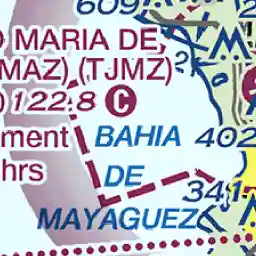 609
O MARIA DE
MAZ) (TJMZ)
) 122.8 C
ment BAHIA 402
hrs DE
341
MAYAGUEZ